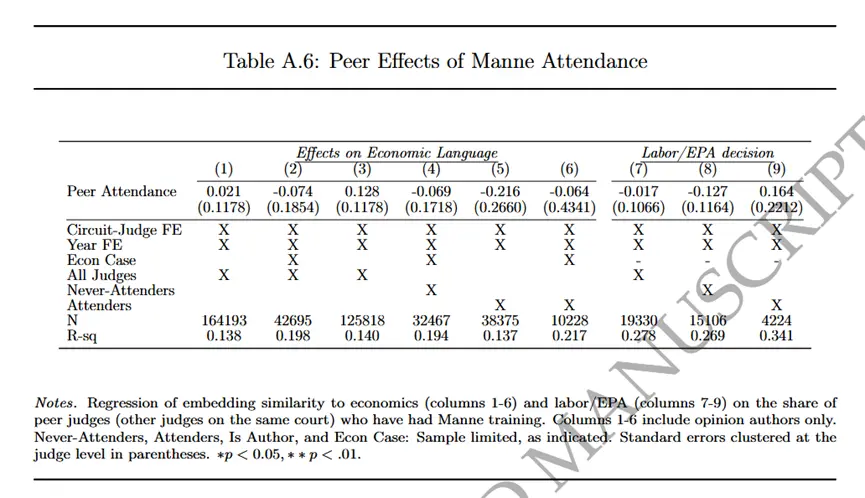 Table A.6: Peer Effects of Manne Attendance
Effects on Economic Language Labor/EPA decision
(1) (2) (3) (4) (5) (6) (7) (8) (9)
Peer Attendance 0.021 -0.074 0.128 -0.069 -0.216 -0.064 -0.017 -0.127 0.164
(0.1178) (0.1854) (0.1178) (0.1718) (0.2660) (0.4341) (0.1066) (0.1164) (0.2212)
Circuit-Judge FE X X X X X X X X X
Year FE X X X X X X X X X
Econ Case X X X - - -
All Judges X X X X
Never-Attenders X X
Attenders X X X
N 164193 42695 125818 32467 38375 10228 19330 15106 4224
R-sq 0.138 0.198 0.140 0.194 0.137 0.217 0.278 0.269 0.341
Notes. Regression of embedding similarity to economics (columns 1-6) and labor/EPA (columns 7-9) on the share of
peer judges (other judges on the same court) who have had Manne training. Columns 1-6 include opinion authors only.
Never-Attenders, Attenders, Is Author, and Econ Case: Sample limited, as indicated. Standard errors clustered at the
judge level in parentheses. ∗p < 0.05, ∗ ∗ p < .01.
MANUSCRIPT